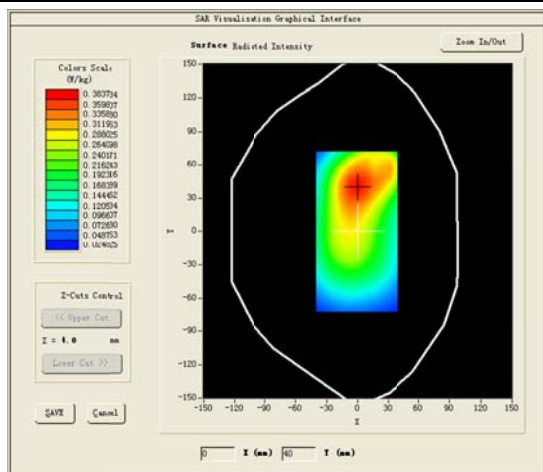 SAR Visualisation Graphical Interface
Surface Radiated Intensity
Zoom In/Out
Colors Scale
(W/kg)
0.383734
0.359837
0.335890
0.311953
0.288025
0.264098
0.240171
0.216243
0.192316
0.168389
0.144462
0.120534
0.096607
0.072680
0.048753
Z-Cuts Control
<< Upper Cut
Z = 4.0 mm
Lower Cut >>
SAVE
Cancel
150
120
90
60
30
0
-30
-60
-90
-120
-150
Y
-150 -120 -90 -60 -30 0 30 60 90 120 150
X
0 X (mm) 40 Y (mm)